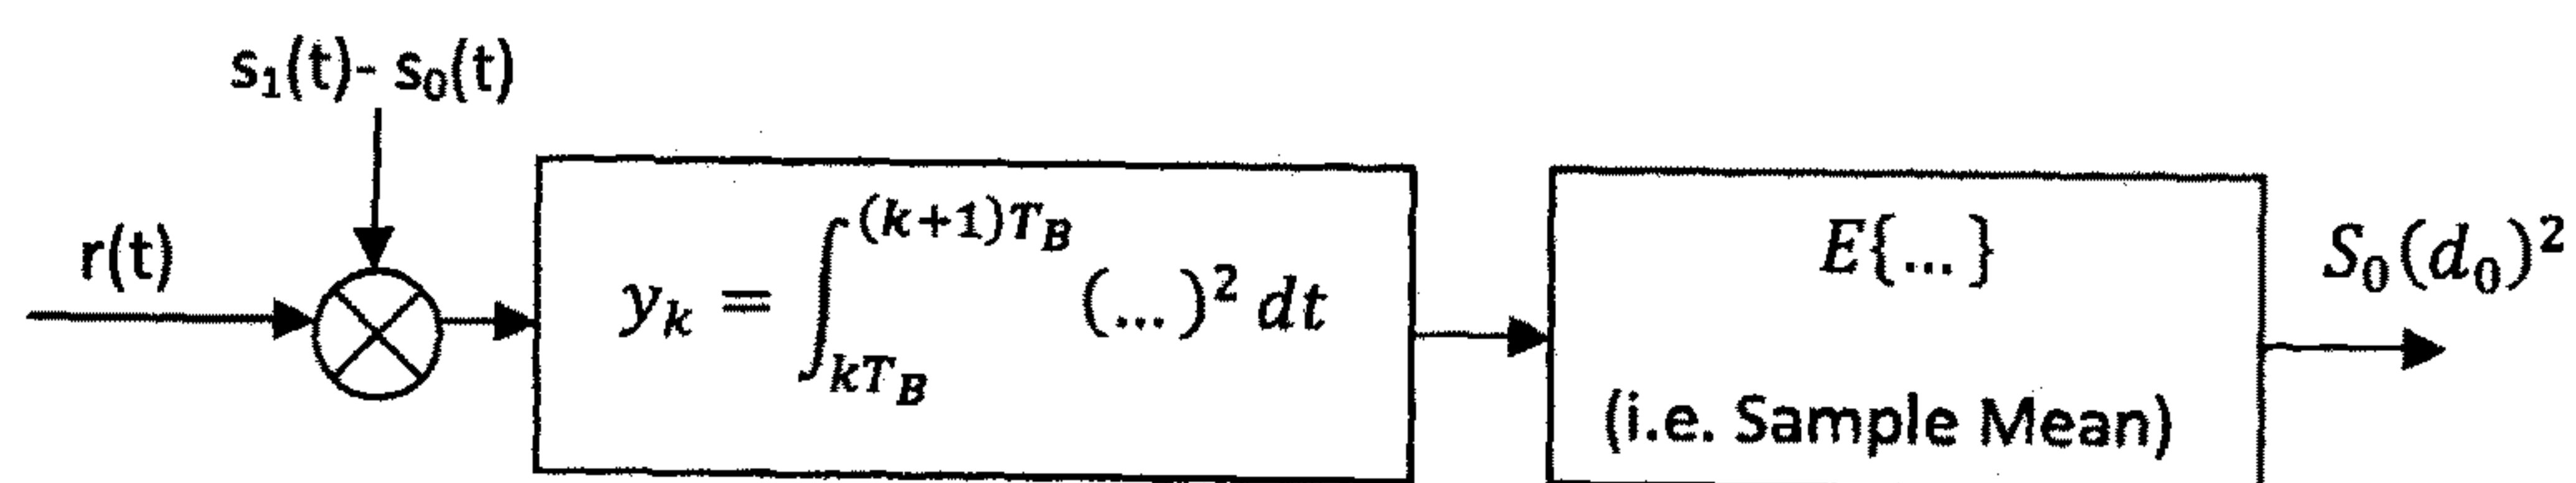 s₁(t)- s₀(t)
r(t)
y_k = ∫_{kT_B}^{(k+1)T_B} (...)² dt
E{...}
(i.e. Sample Mean)
S₀(d₀)²